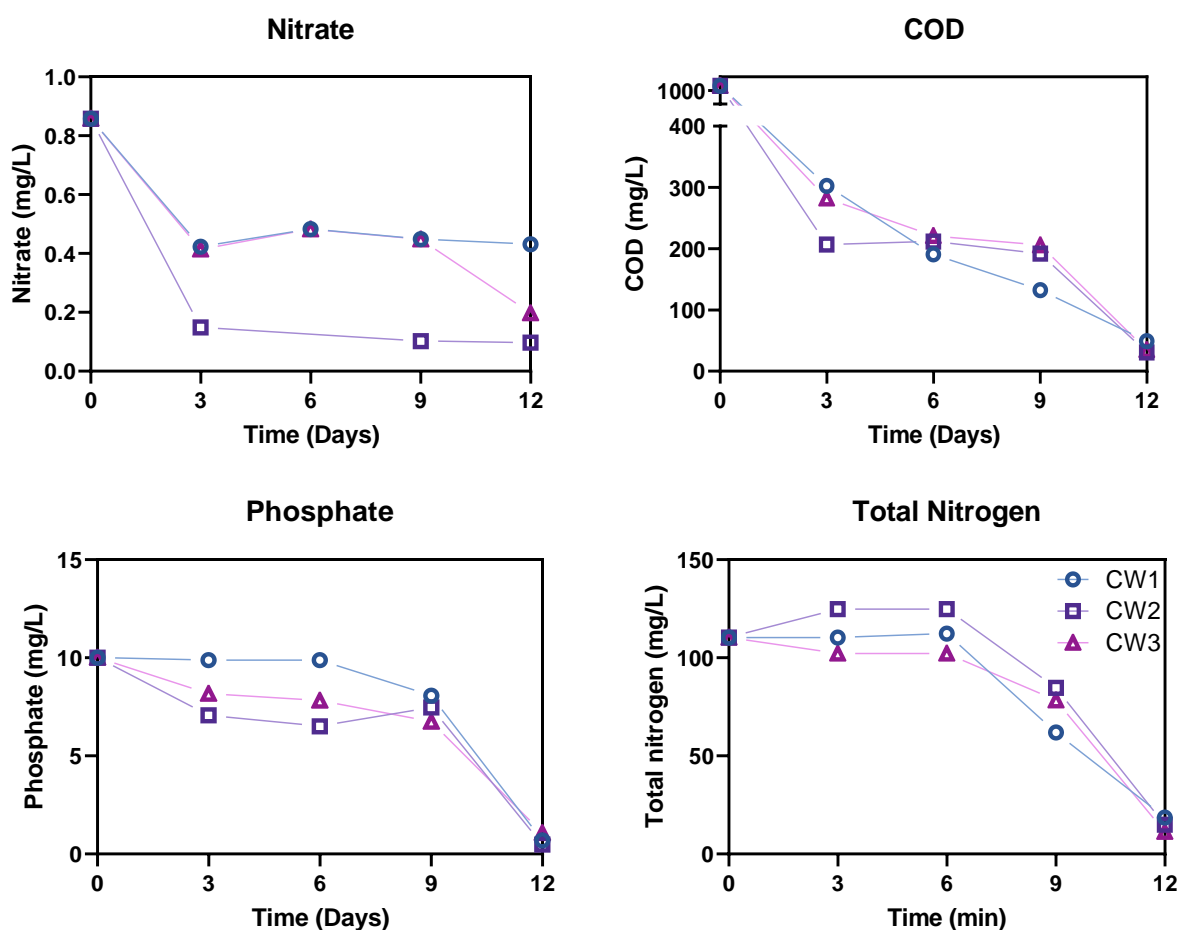 Nitrate
1.0
0.8
0.6
0.4
0.2
0.0
Nitrate (mg/L)
0 3 6 9 12
Time (Days)
COD
1000
400
300
200
100
0
COD (mg/L)
0 3 6 9 12
Time (Days)
Phosphate
15
10
5
0
Phosphate (mg/L)
0 3 6 9 12
Time (Days)
Total Nitrogen
150
100
50
0
Total nitrogen (mg/L)
CW1
CW2
CW3
0 3 6 9 12
Time (min)